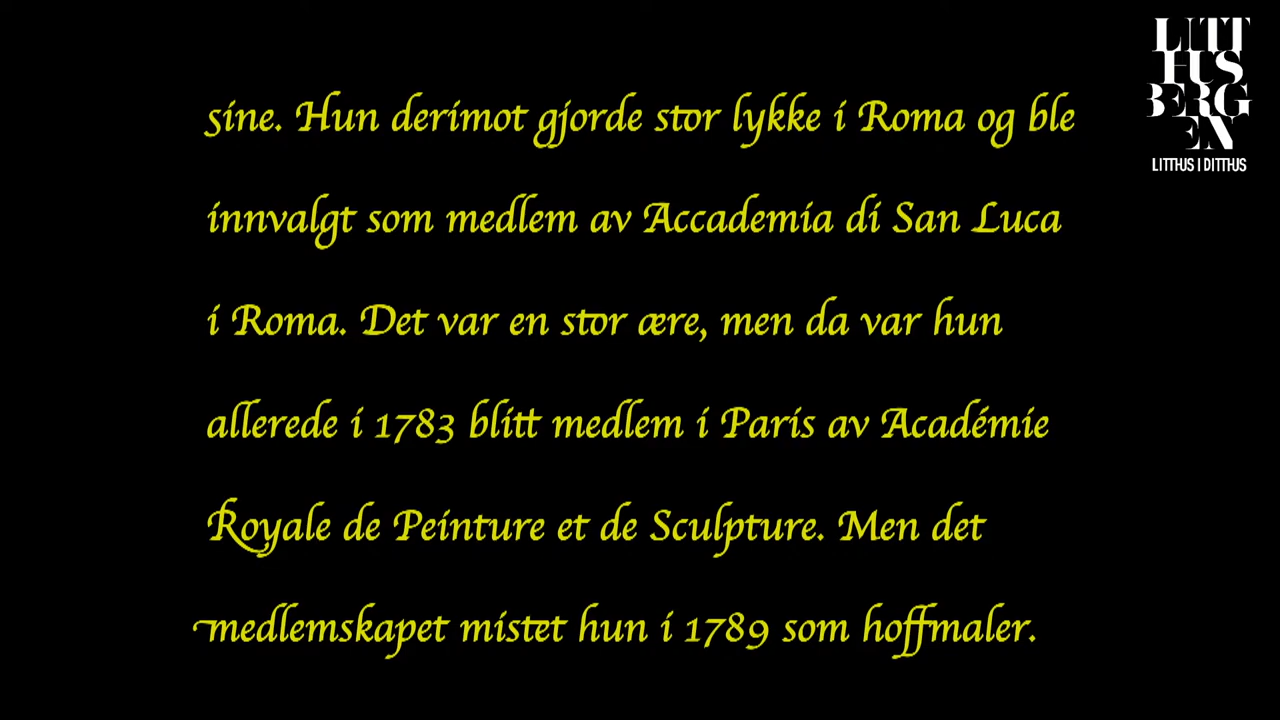 sine. Hun derimot gjorde stor lykke i Roma og ble
innvalgt som medlem av Accademia di San Luca
i Roma. Det var en stor ære, men da var hun
allerede i 1783 blitt medlem i Paris av Académie
Royale de Peinture et de Sculpture. Men det
medlemskapet mistet hun i 1789 som hoffmaler.
LITT
HUS
BERG
EN
LITTHUS I DITTHUS